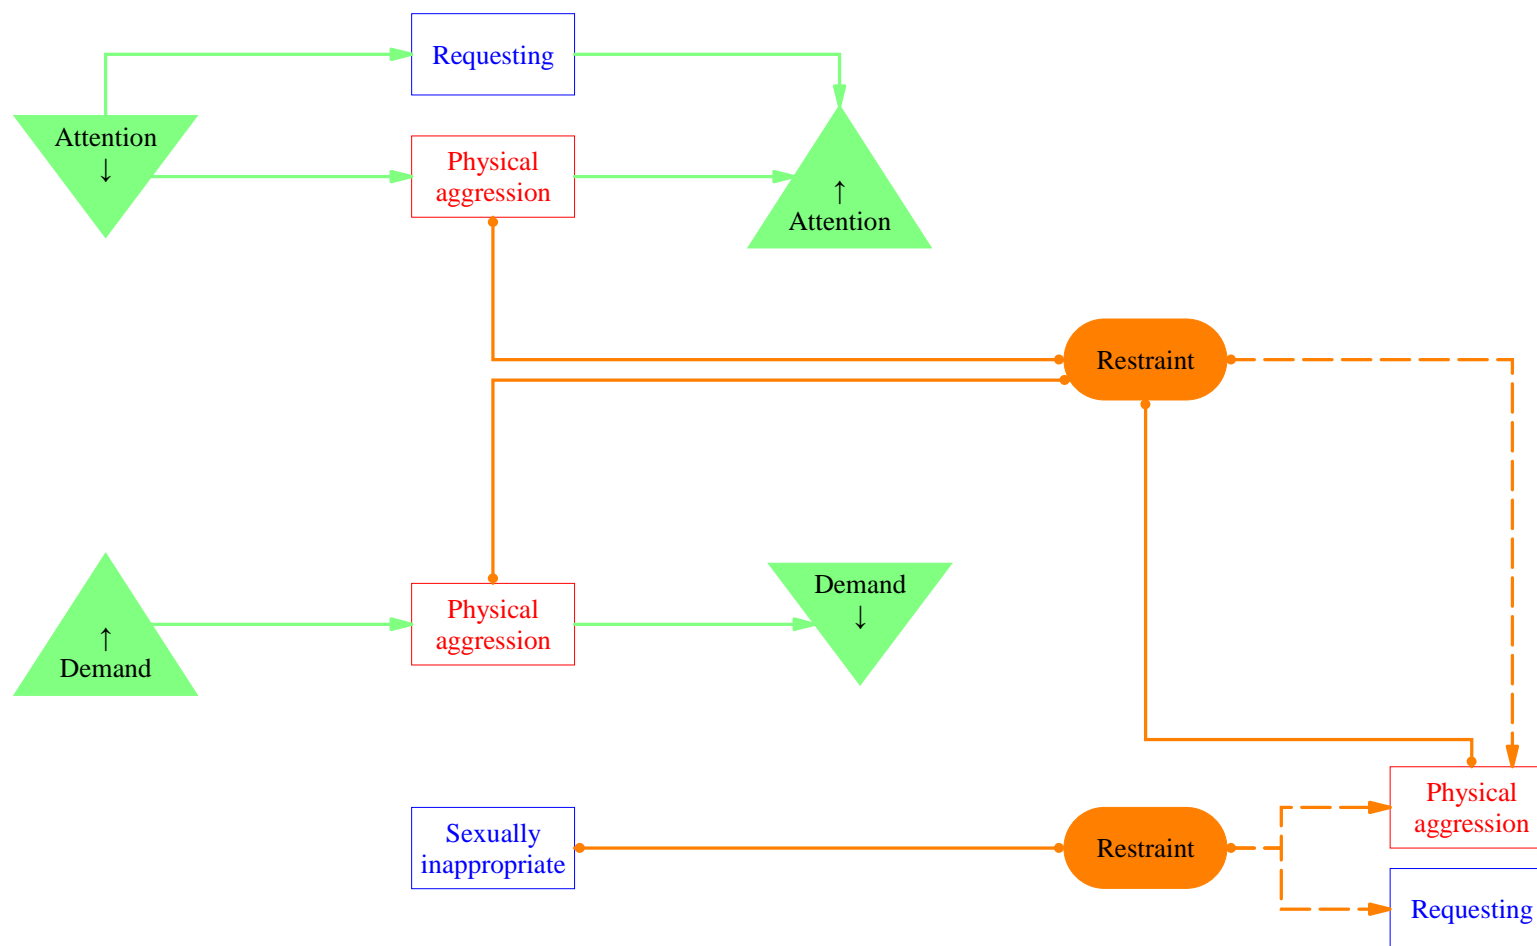 Requesting
Attention
↓
Physical
aggression
↑
Attention
Restraint
Physical
aggression
Demand
↓
↑
Demand
Physical
aggression
Sexually
inappropriate
Restraint
Requesting